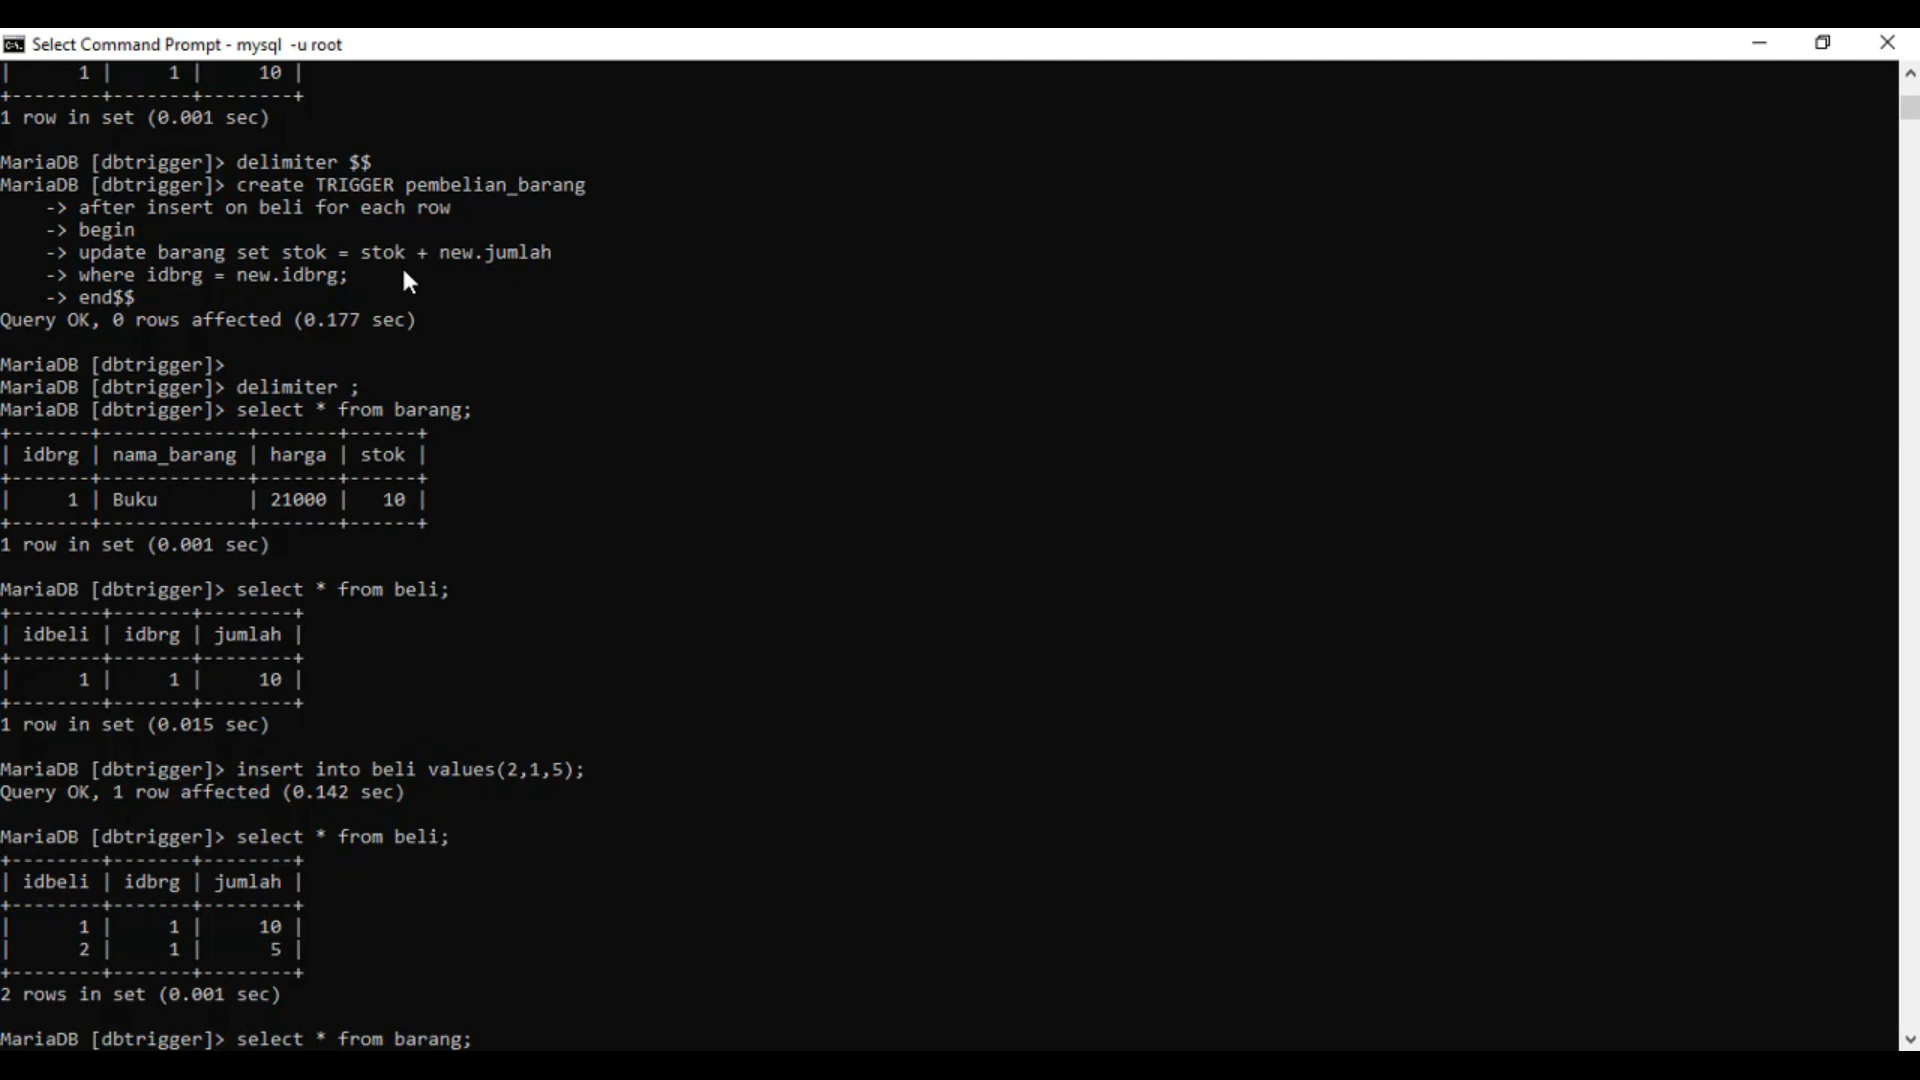 Select Command Prompt - mysql  -u root
|      1 |     1 |     10 |
+--------+-------+--------+
1 row in set (0.001 sec)
MariaDB [dbtrigger]> delimiter $$
MariaDB [dbtrigger]> create TRIGGER pembelian_barang
    -> after insert on beli for each row
    -> begin
    -> update barang set stok = stok + new.jumlah
    -> where idbrg = new.idbrg;
    -> end$$
Query OK, 0 rows affected (0.177 sec)
MariaDB [dbtrigger]>
MariaDB [dbtrigger]> delimiter ;
MariaDB [dbtrigger]> select * from barang;
+-------+-------------+-------+------+
| idbrg | nama_barang | harga | stok |
+-------+-------------+-------+------+
|     1 | Buku        | 21000 |   10 |
+-------+-------------+-------+------+
1 row in set (0.001 sec)
MariaDB [dbtrigger]> select * from beli;
+--------+-------+--------+
| idbeli | idbrg | jumlah |
+--------+-------+--------+
|      1 |     1 |     10 |
+--------+-------+--------+
1 row in set (0.015 sec)
MariaDB [dbtrigger]> insert into beli values(2,1,5);
Query OK, 1 row affected (0.142 sec)
MariaDB [dbtrigger]> select * from beli;
+--------+-------+--------+
| idbeli | idbrg | jumlah |
+--------+-------+--------+
|      1 |     1 |     10 |
|      2 |     1 |      5 |
+--------+-------+--------+
2 rows in set (0.001 sec)
MariaDB [dbtrigger]> select * from barang;